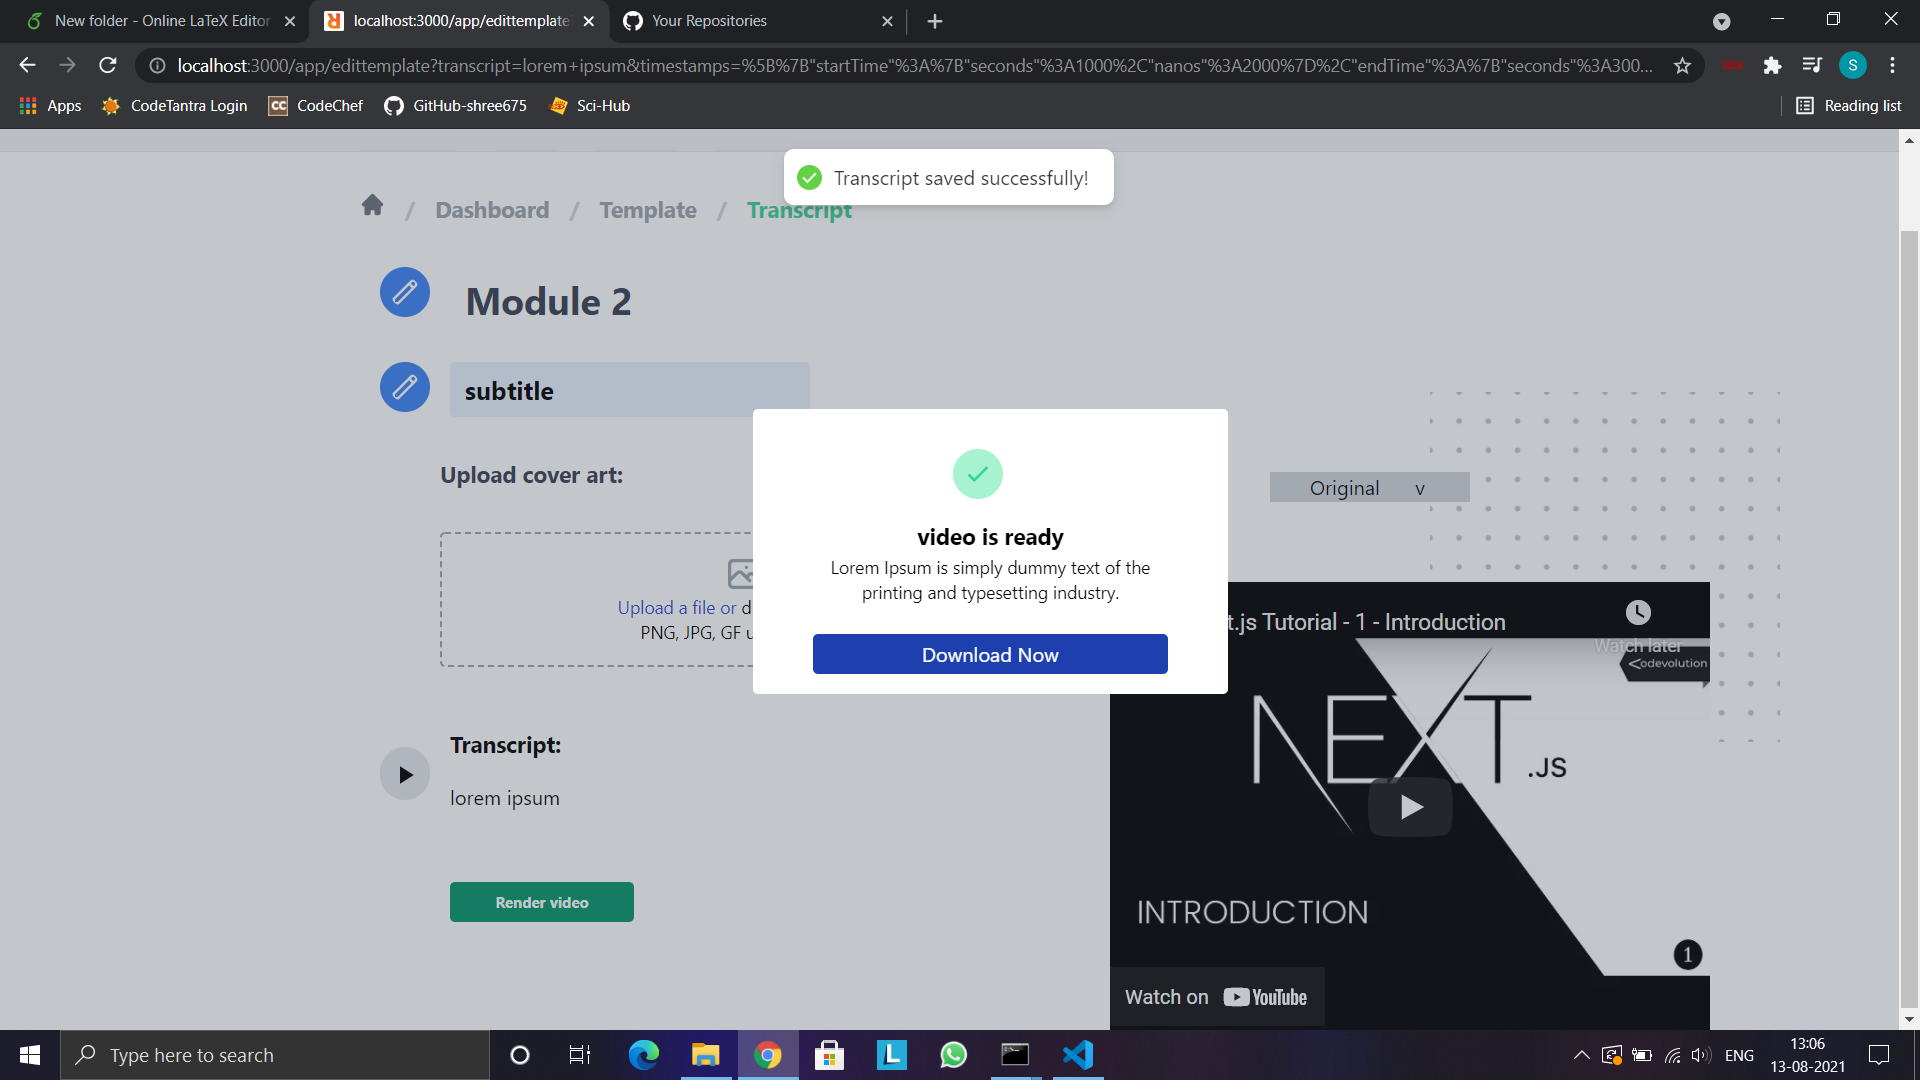 New folder - Online LaTeX Editor
localhost:3000/app/edittemplate
Your Repositories
localhost:3000/app/edittemplate?transcript=lorem+ipsum&timestamps=%5B%7B"startTime"%3A%7B"seconds"%3A1000%2C"nanos"%3A2000%7D%2C"endTime"%3A%7B"seconds"%3A300...
S
Apps
CodeTantra Login
CC
CodeChef
GitHub-shree675
Sci-Hub
Reading list
Transcript saved successfully!
/ Dashboard / Template / Transcript
Module 2
subtitle
Upload cover art:
Original v
video is ready
Lorem Ipsum is simply dummy text of the
printing and typesetting industry.
Download Now
Upload a file or d
PNG, JPG, GF u
t.js Tutorial - 1 - Introduction
Watch later
codevolution
NEXT
.JS
INTRODUCTION
1
Watch on YouTube
Transcript:
lorem ipsum
Render video
Type here to search
L
ENG
13:06
13-08-2021